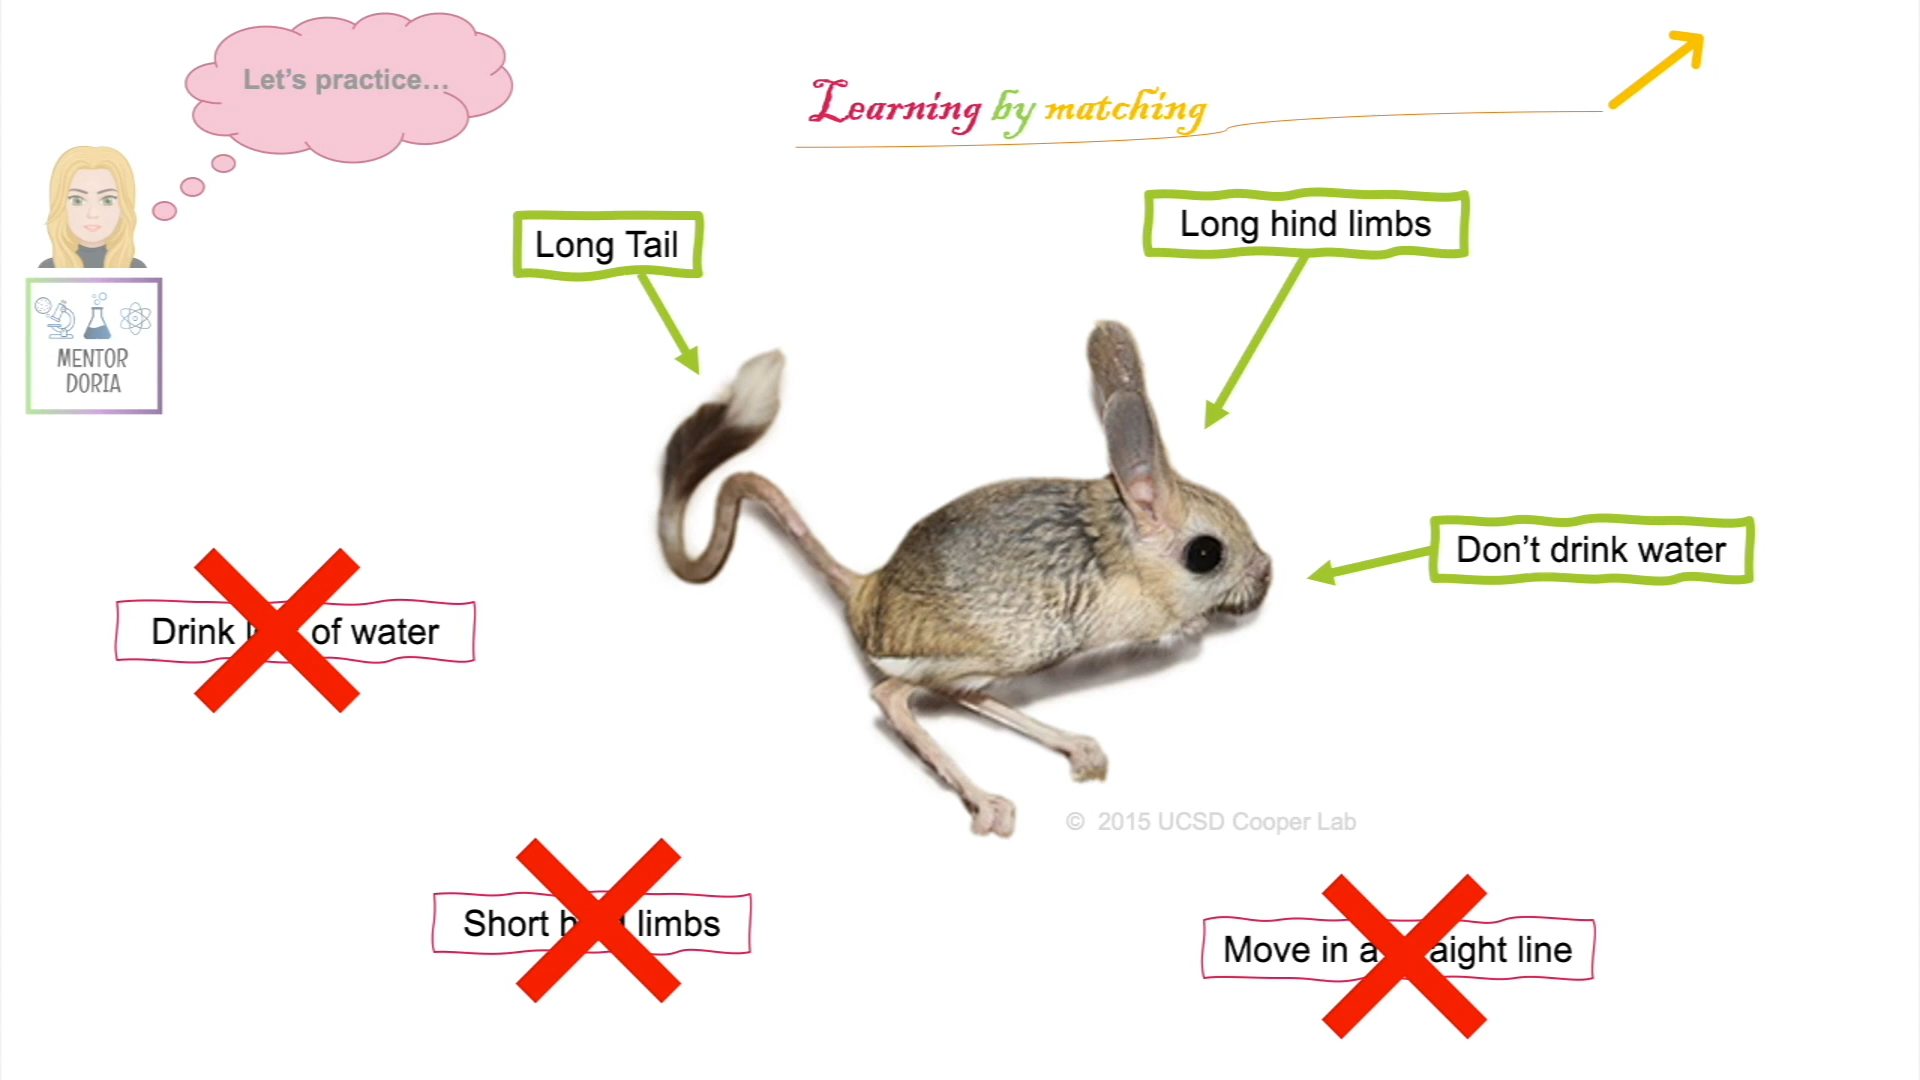 Let's practice...
Learning by matching
Long hind limbs
Long Tail
MENTOR
DORIA
Don't drink water
Drink of water
Short limbs
Move in a line
© 2015 UCSD Cooper Lab